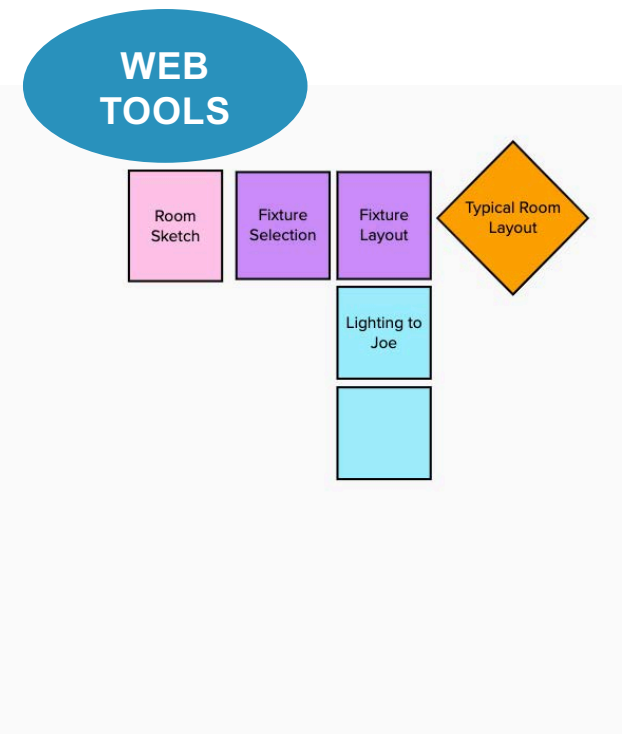 WEB
TOOLS
Room
Sketch
Fixture
Selection
Fixture
Layout
Typical Room
Layout
Lighting to
Joe